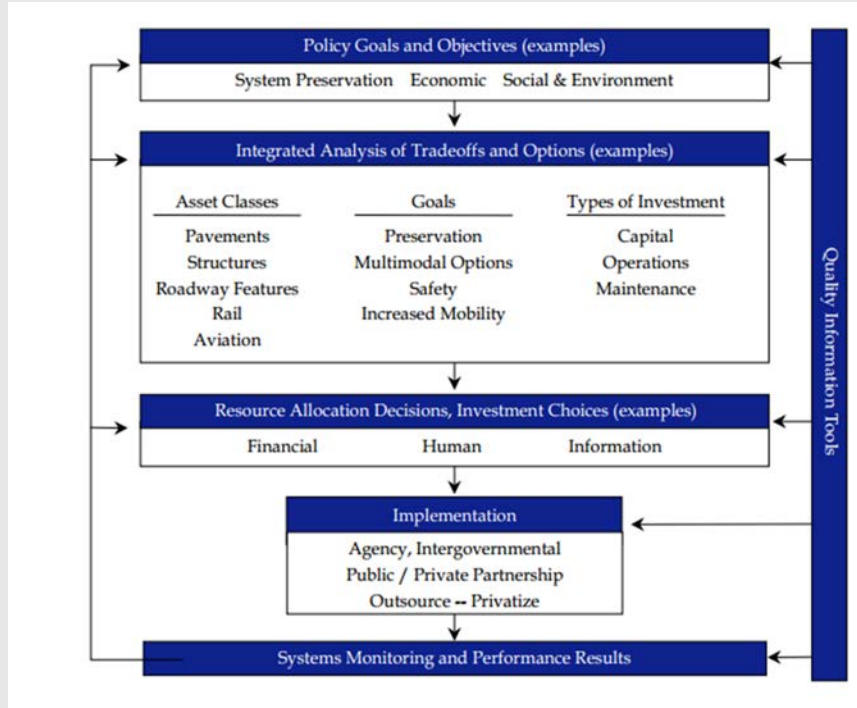 Policy Goals and Objectives (examples)
System Preservation Economic Social & Environment
Integrated Analysis of Tradeoffs and Options (examples)
Asset Classes
Pavements
Structures
Roadway Features
Rail
Aviation
Goals
Preservation
Multimodal Options
Safety
Increased Mobility
Types of Investment
Capital
Operations
Maintenance
Resource Allocation Decisions, Investment Choices (examples)
Financial Human Information
Implementation
Agency, Intergovernmental
Public / Private Partnership
Outsource -- Privatize
Systems Monitoring and Performance Results
Quality Information Tools